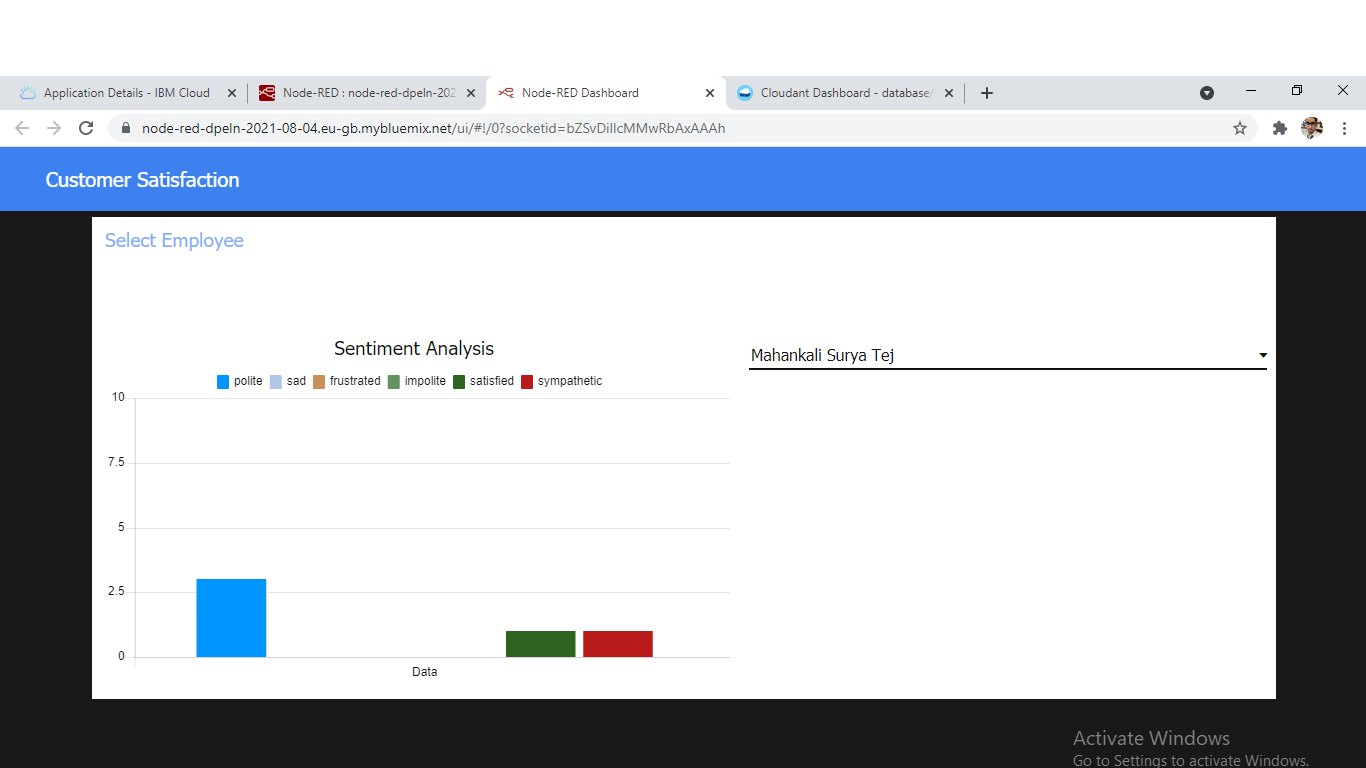 Application Details - IBM Cloud
Node-RED : node-red-dpeln-202
Node-RED Dashboard
Cloudant Dashboard - database/
node-red-dpeln-2021-08-04.eu-gb.mybluemix.net/ui/#!/0?socketid=bZSvDillcMMwRbAxAAAh
Customer Satisfaction
Select Employee
Sentiment Analysis
Mahankali Surya Tej
polite sad frustrated impolite satisfied sympathetic
10
7.5
5
2.5
0
Data
Activate Windows
Go to Settings to activate Windows.